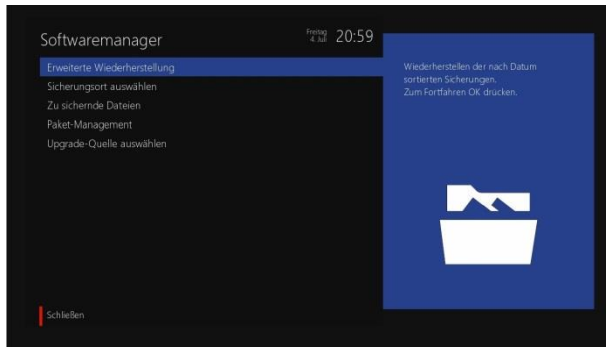 Softwaremanager
Freitag
4. Juli
20:59
Erweiterte Wiederherstellung
Sicherungsort auswählen
Zu sichernde Dateien
Paket-Management
Upgrade-Quelle auswählen
Wiederherstellen der nach Datum
sortierten Sicherungen.
Zum Fortfahren OK drücken.
Schließen